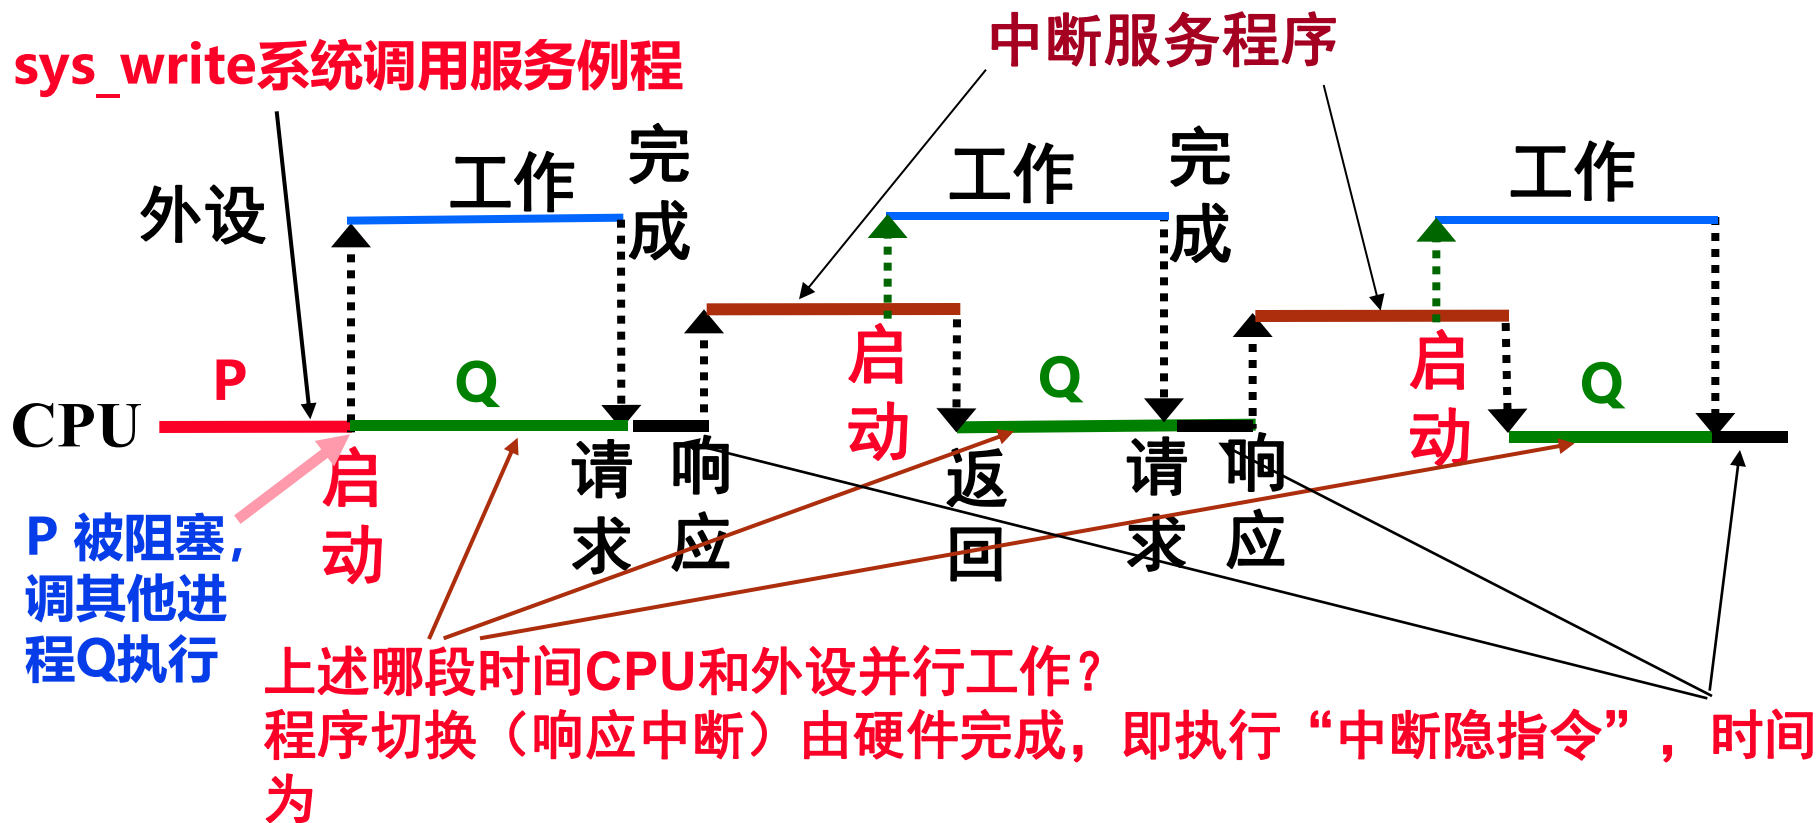 中断服务程序
sys_write系统调用服务例程
外设
工作
完成
工作
完成
工作
P
Q
启动
Q
启动
Q
CPU
启动
请求
响应
返回
请求
响应
P 被阻塞，
调其他进
程Q执行
上述哪段时间CPU和外设并行工作？
程序切换（响应中断）由硬件完成，即执行“中断隐指令”，时间
为